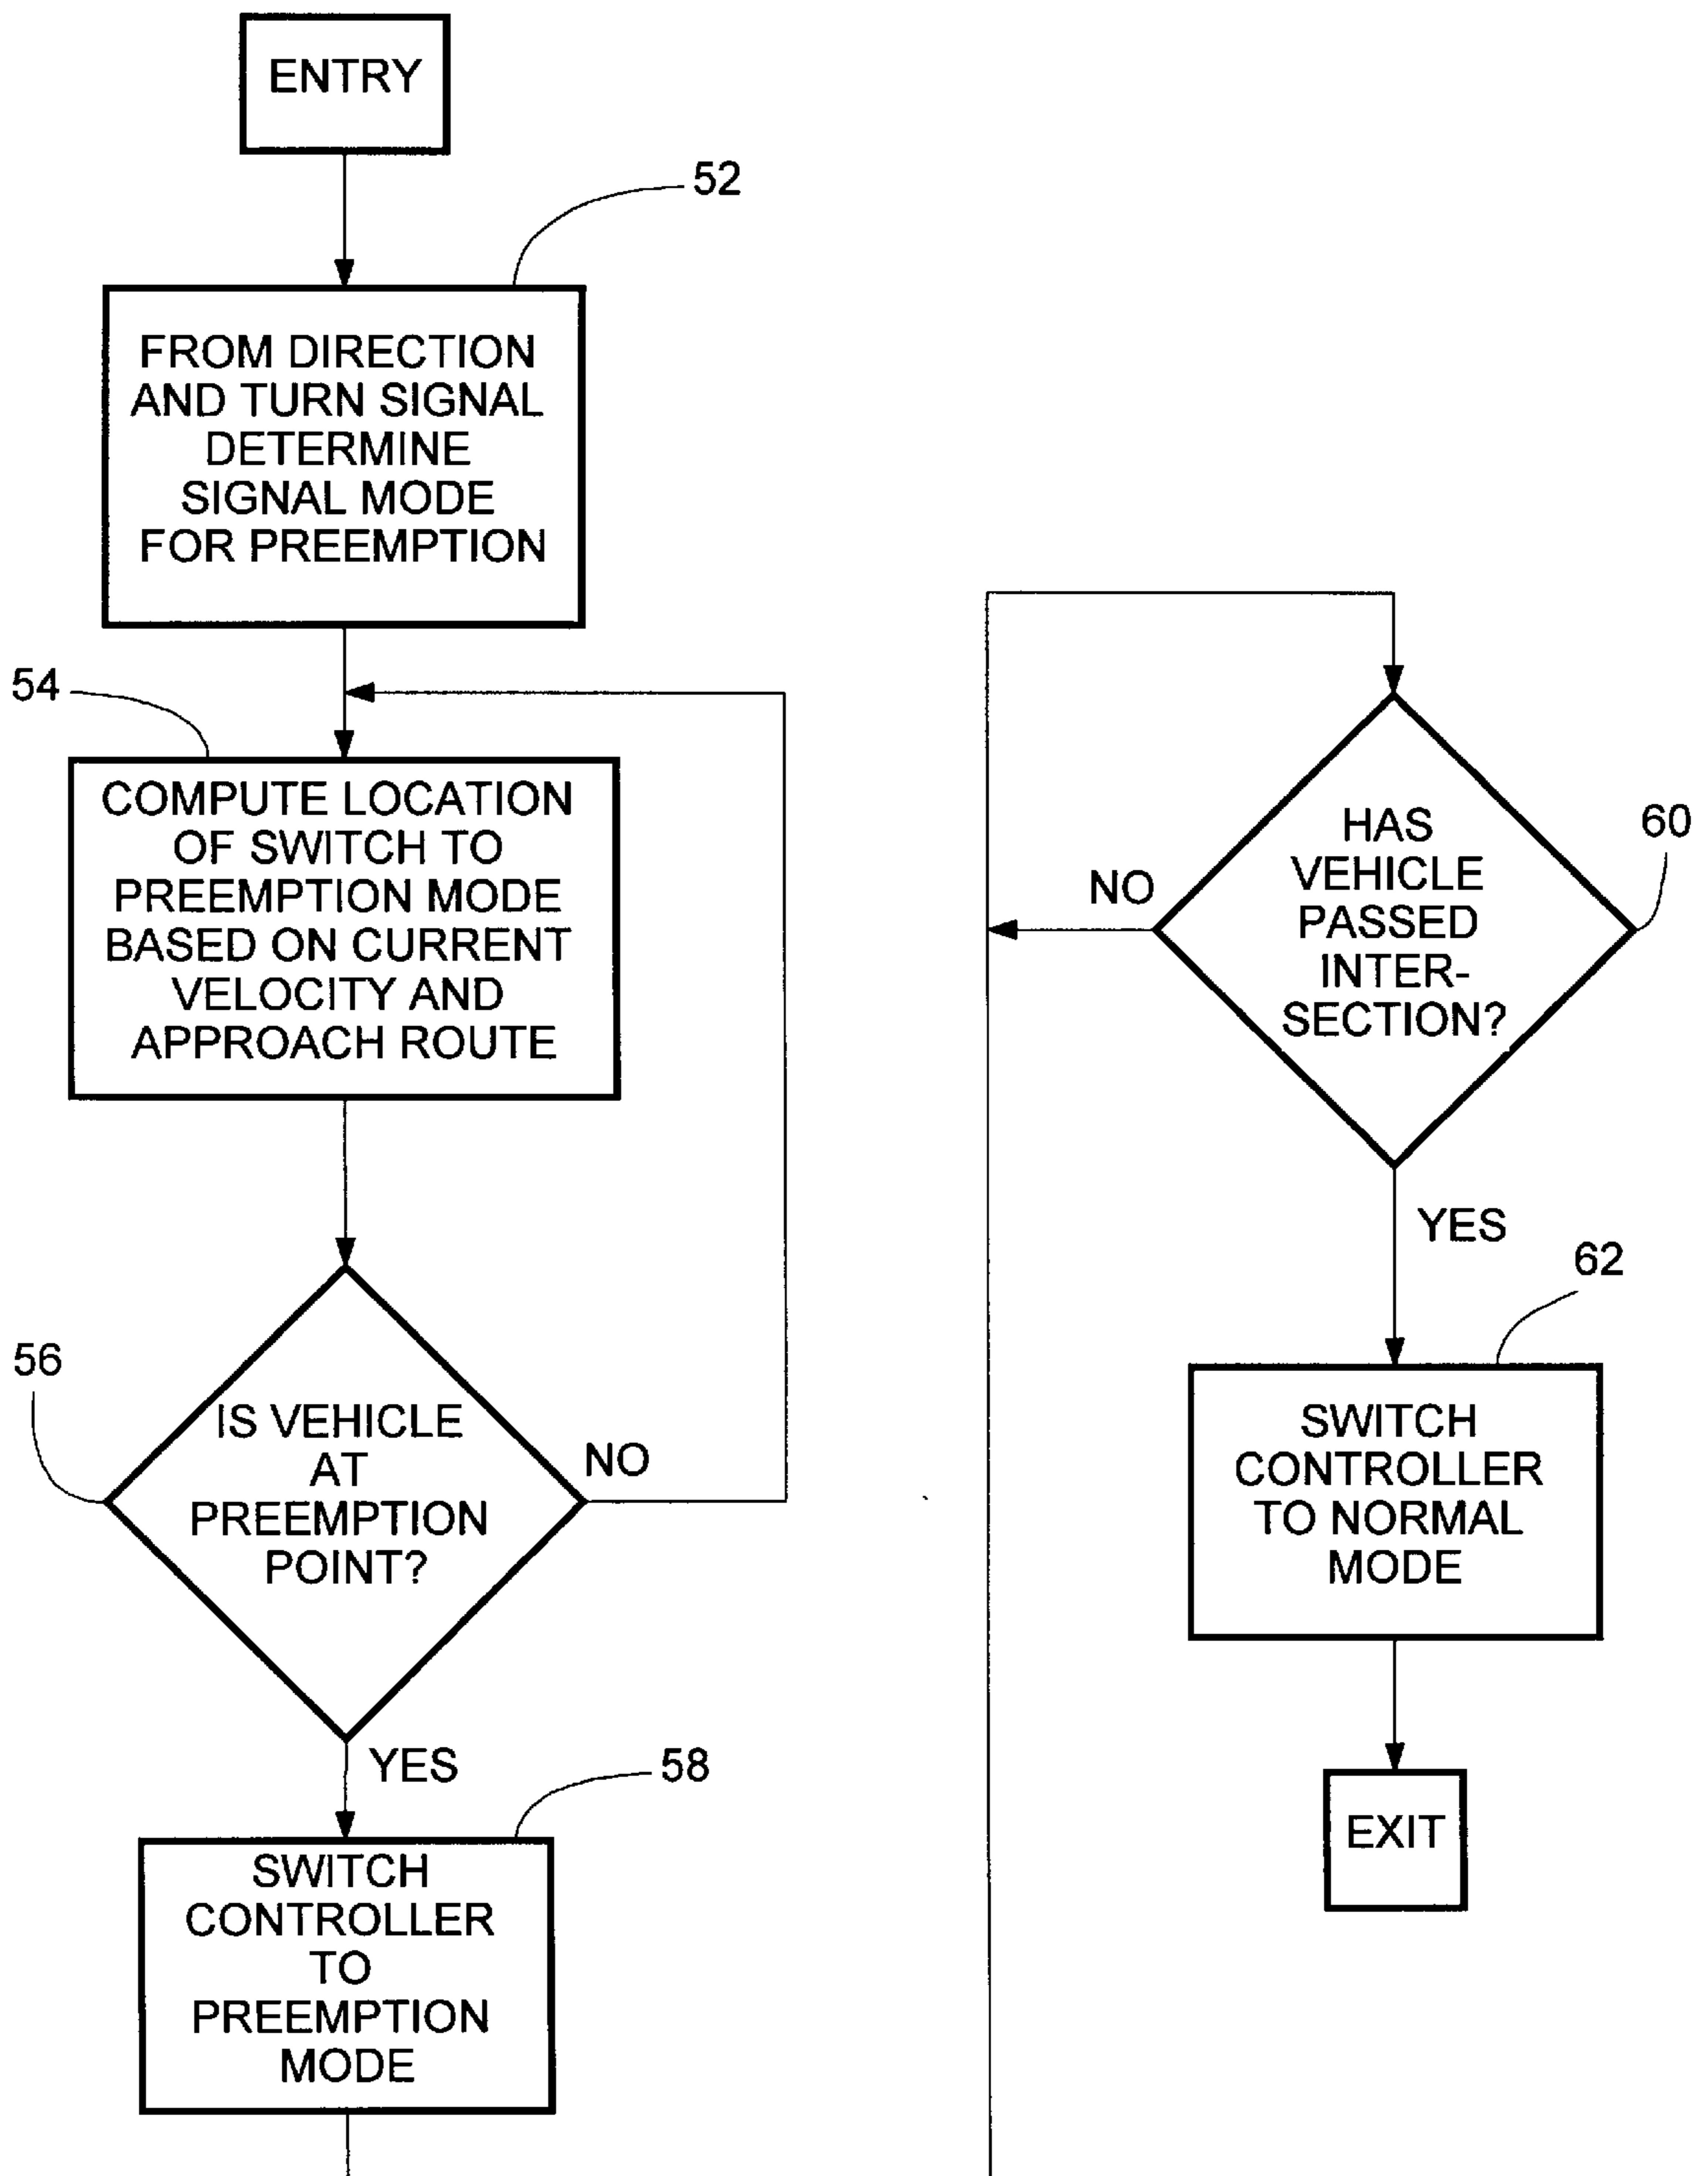 ENTRY
52
FROM DIRECTION
AND TURN SIGNAL
DETERMINE
SIGNAL MODE
FOR PREEMPTION
54
COMPUTE LOCATION
OF SWITCH TO
PREEMPTION MODE
BASED ON CURRENT
VELOCITY AND
APPROACH ROUTE
56
IS VEHICLE
AT
PREEMPTION
POINT?
NO
YES
58
SWITCH
CONTROLLER
TO
PREEMPTION
MODE
HAS
VEHICLE
PASSED
INTER-
SECTION?
60
NO
YES
62
SWITCH
CONTROLLER
TO NORMAL
MODE
EXIT